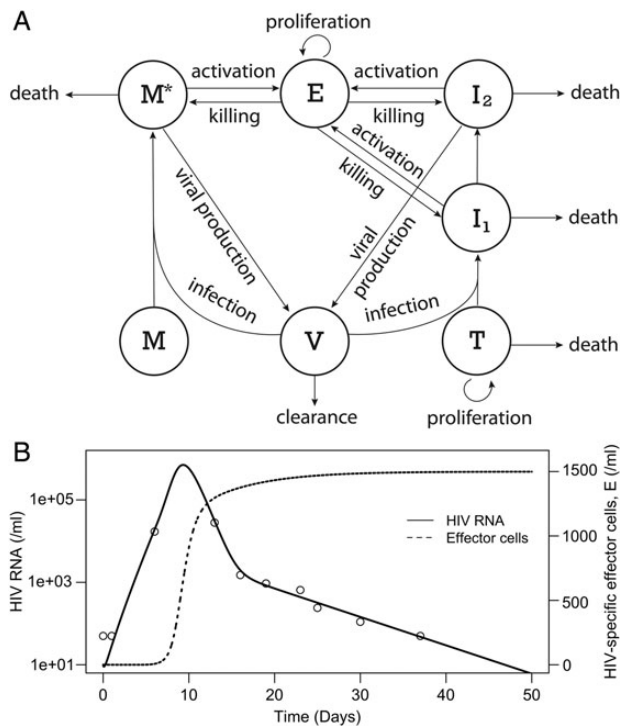 A
proliferation
death
M*
activation
killing
E
activation
killing
I2
death
activation
killing
viral production
viral
production
I1
death
infection
infection
M
V
T
death
clearance
proliferation
B
HIV RNA (/ml)
1e+05
1e+03
1e+01
HIV RNA
Effector cells
1500
1000
500
0
HIV-specific effector cells, E (/ml)
0
10
20
30
40
50
Time (Days)